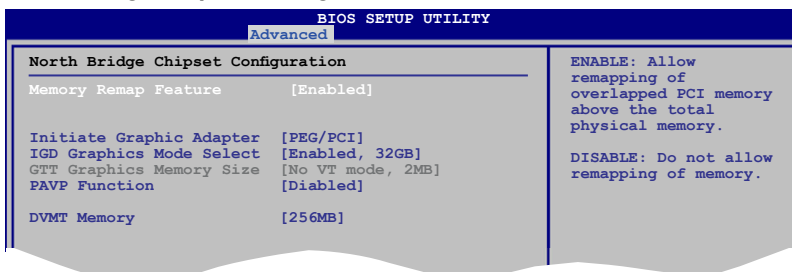 BIOS SETUP UTILITY
Advanced
North Bridge Chipset Configuration
Memory Remap Feature [Enabled]
Initiate Graphic Adapter [PEG/PCI]
IGD Graphics Mode Select [Enabled, 32GB]
GTT Graphics Memory Size [No VT mode, 2MB]
PAVP Function [Disabled]
DVMT Memory [256MB]
ENABLE: Allow
remapping of
overlapped PCI memory
above the total
physical memory.
DISABLE: Do not allow
remapping of memory.